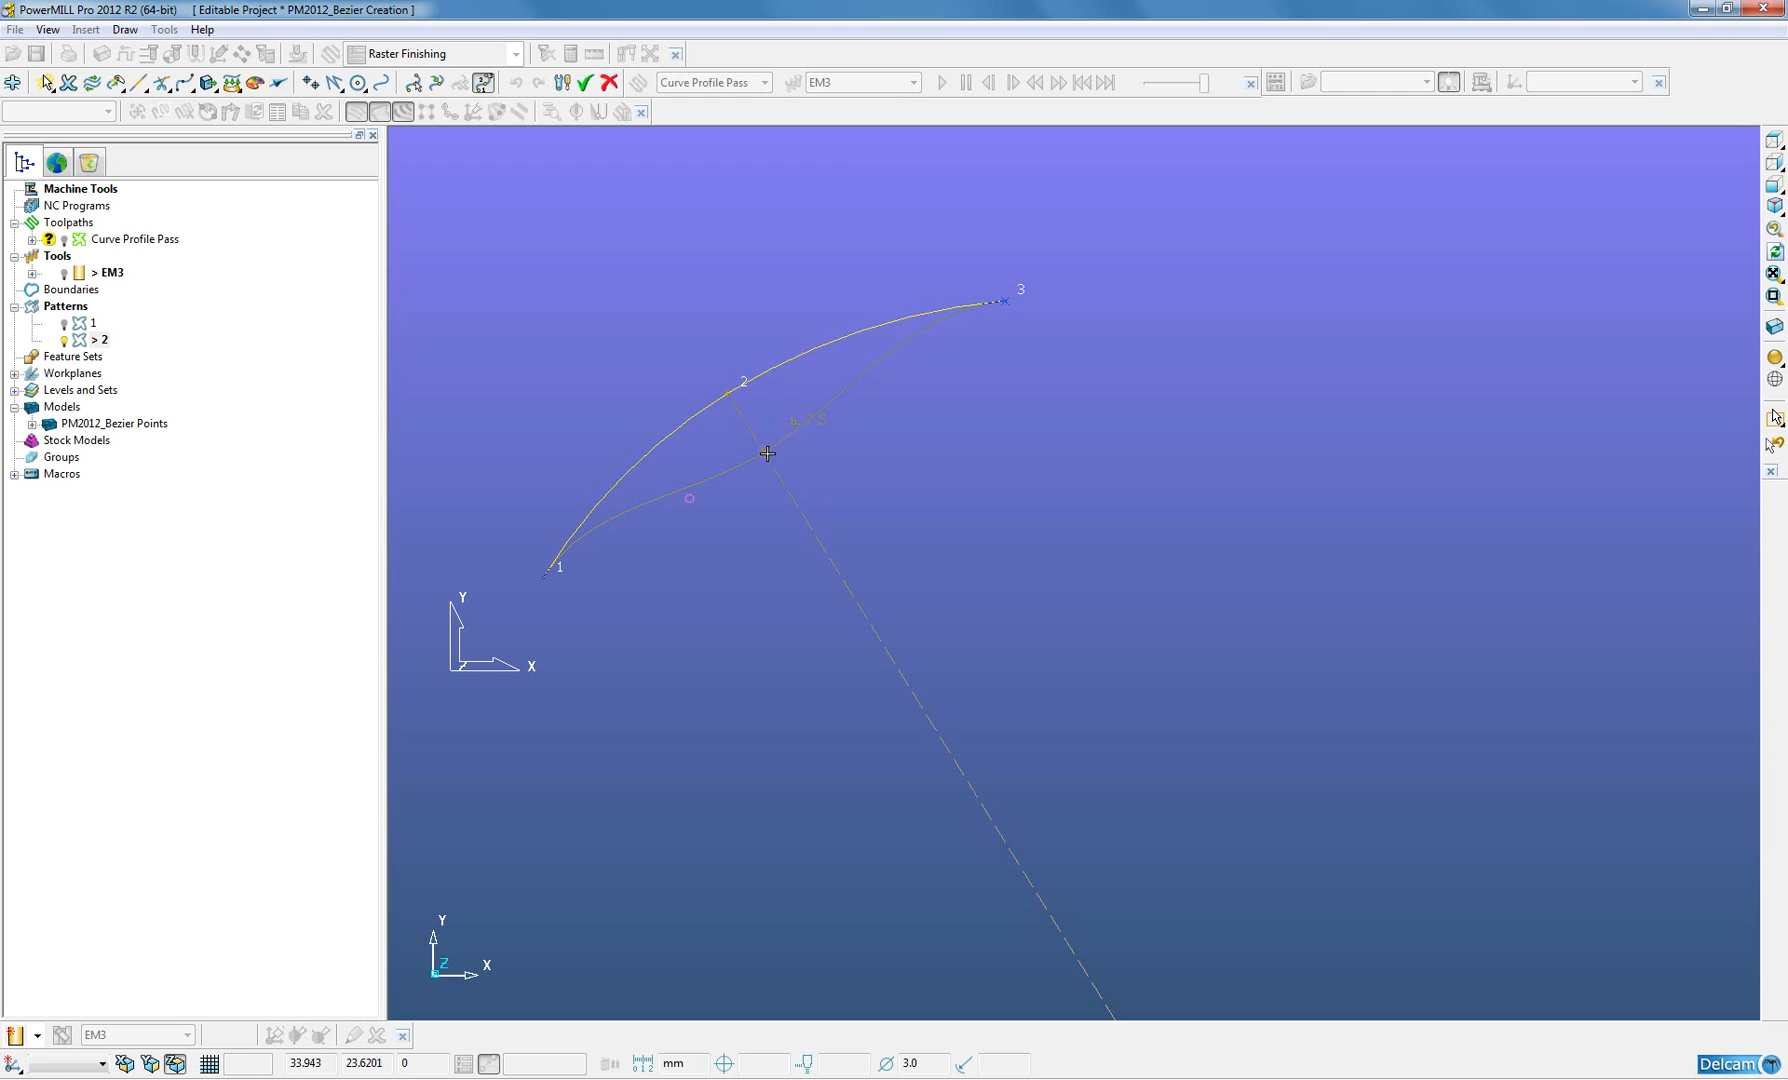 PowerMILL Pro 2012 R2 (64-bit) [ Editable Project * PM2012_Bezier Creation ]
File View Insert Draw Tools Help
Raster Finishing
Curve Profile Pass EM3
Machine Tools
NC Programs
Toolpaths
Curve Profile Pass
Tools
> EM3
Boundaries
Patterns
1
> 2
Feature Sets
Workplanes
Levels and Sets
Models
PM2012_Bezier Points
Stock Models
Groups
Macros
3
2
1
Y
X
Y
Z
X
EM3
33.943 23.6201 0 mm 3.0
Delcam